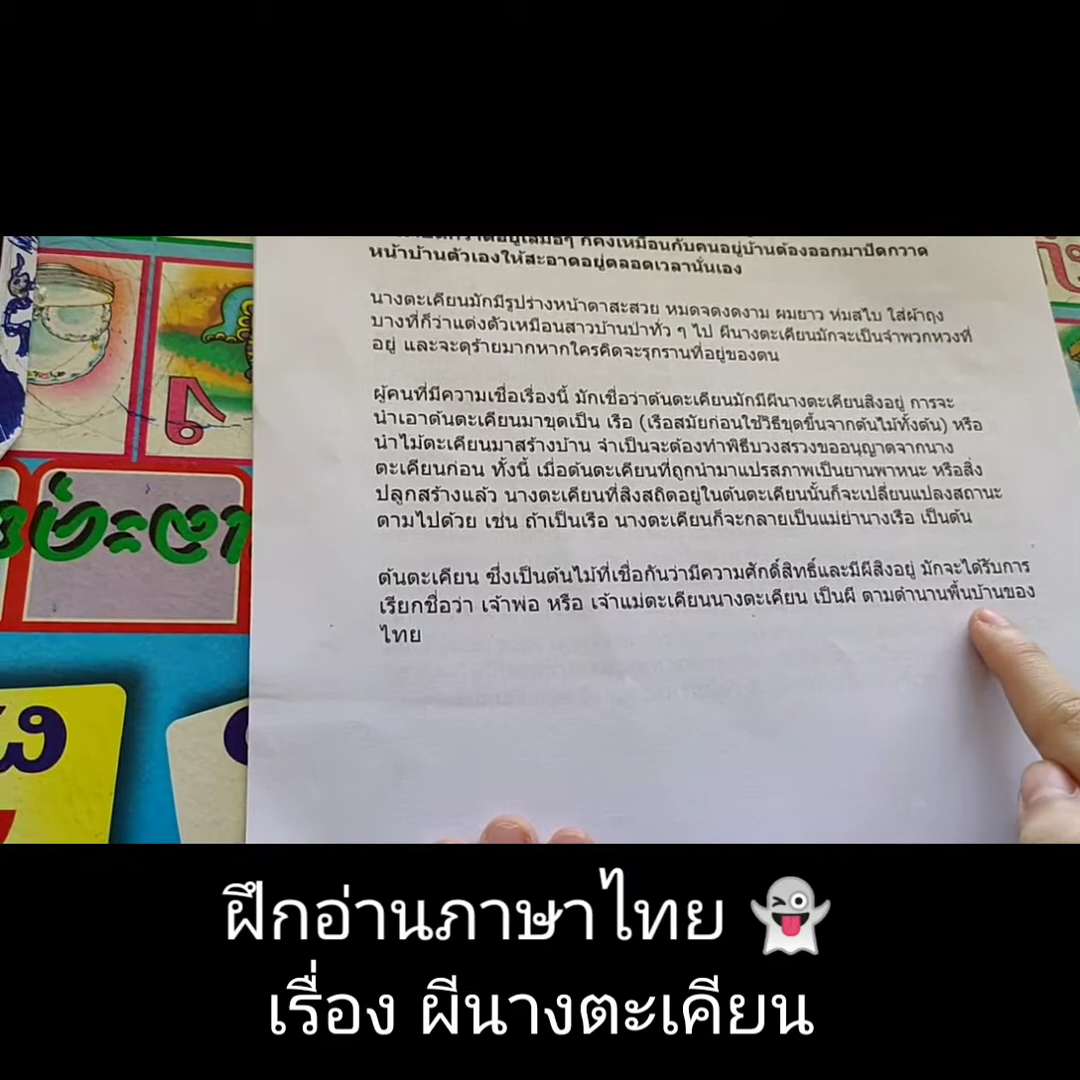 ก็คงเหมือนกับคนอยู่บ้านต้องออกมาปัดกวาด
หน้าบ้านตัวเองให้สะอาดอยู่ตลอดเวลานั่นเอง
นางตะเคียนมักมีรูปร่างหน้าตาสะสวย หมดจดงดงาม ผมยาว ห่มสไบ ใส่ผ้าถุง
บางที่ก็ว่าแต่งตัวเหมือนสาวบ้านป่าทั่ว ๆ ไป ผีนางตะเคียนมักจะเป็นจำพวกหวงที่
อยู่ และจะดุร้ายมากหากใครคิดจะรุกรานที่อยู่ของตน
ผู้คนที่มีความเชื่อเรื่องนี้ มักเชื่อว่าต้นตะเคียนมักมีผีนางตะเคียนสิงอยู่ การจะ
นำเอาต้นตะเคียนมาขุดเป็น เรือ (เรือสมัยก่อนใช้วิธีขุดขึ้นจากต้นไม้ทั้งต้น) หรือ
นำไม้ตะเคียนมาสร้างบ้าน จำเป็นจะต้องทำพิธีบวงสรวงขออนุญาตจากนาง
ตะเคียนก่อน ทั้งนี้ เมื่อต้นตะเคียนที่ถูกนำมาแปรสภาพเป็นยานพาหนะ หรือสิ่ง
ปลูกสร้างแล้ว นางตะเคียนที่สิงสถิตอยู่ในต้นตะเคียนนั้นก็จะเปลี่ยนแปลงสถานะ
ตามไปด้วย เช่น ถ้าเป็นเรือ นางตะเคียนก็จะกลายเป็นแม่ย่านางเรือ เป็นต้น
ต้นตะเคียน ซึ่งเป็นต้นไม้ที่เชื่อกันว่ามีความศักดิ์สิทธิ์และมีผีสิงอยู่ มักจะได้รับการ
เรียกชื่อว่า เจ้าพ่อ หรือ เจ้าแม่ตะเคียนนางตะเคียน เป็นผี ตามตำนานพื้นบ้านของ
ไทย
ฝึกอ่านภาษาไทย 👻
เรื่อง ผีนางตะเคียน